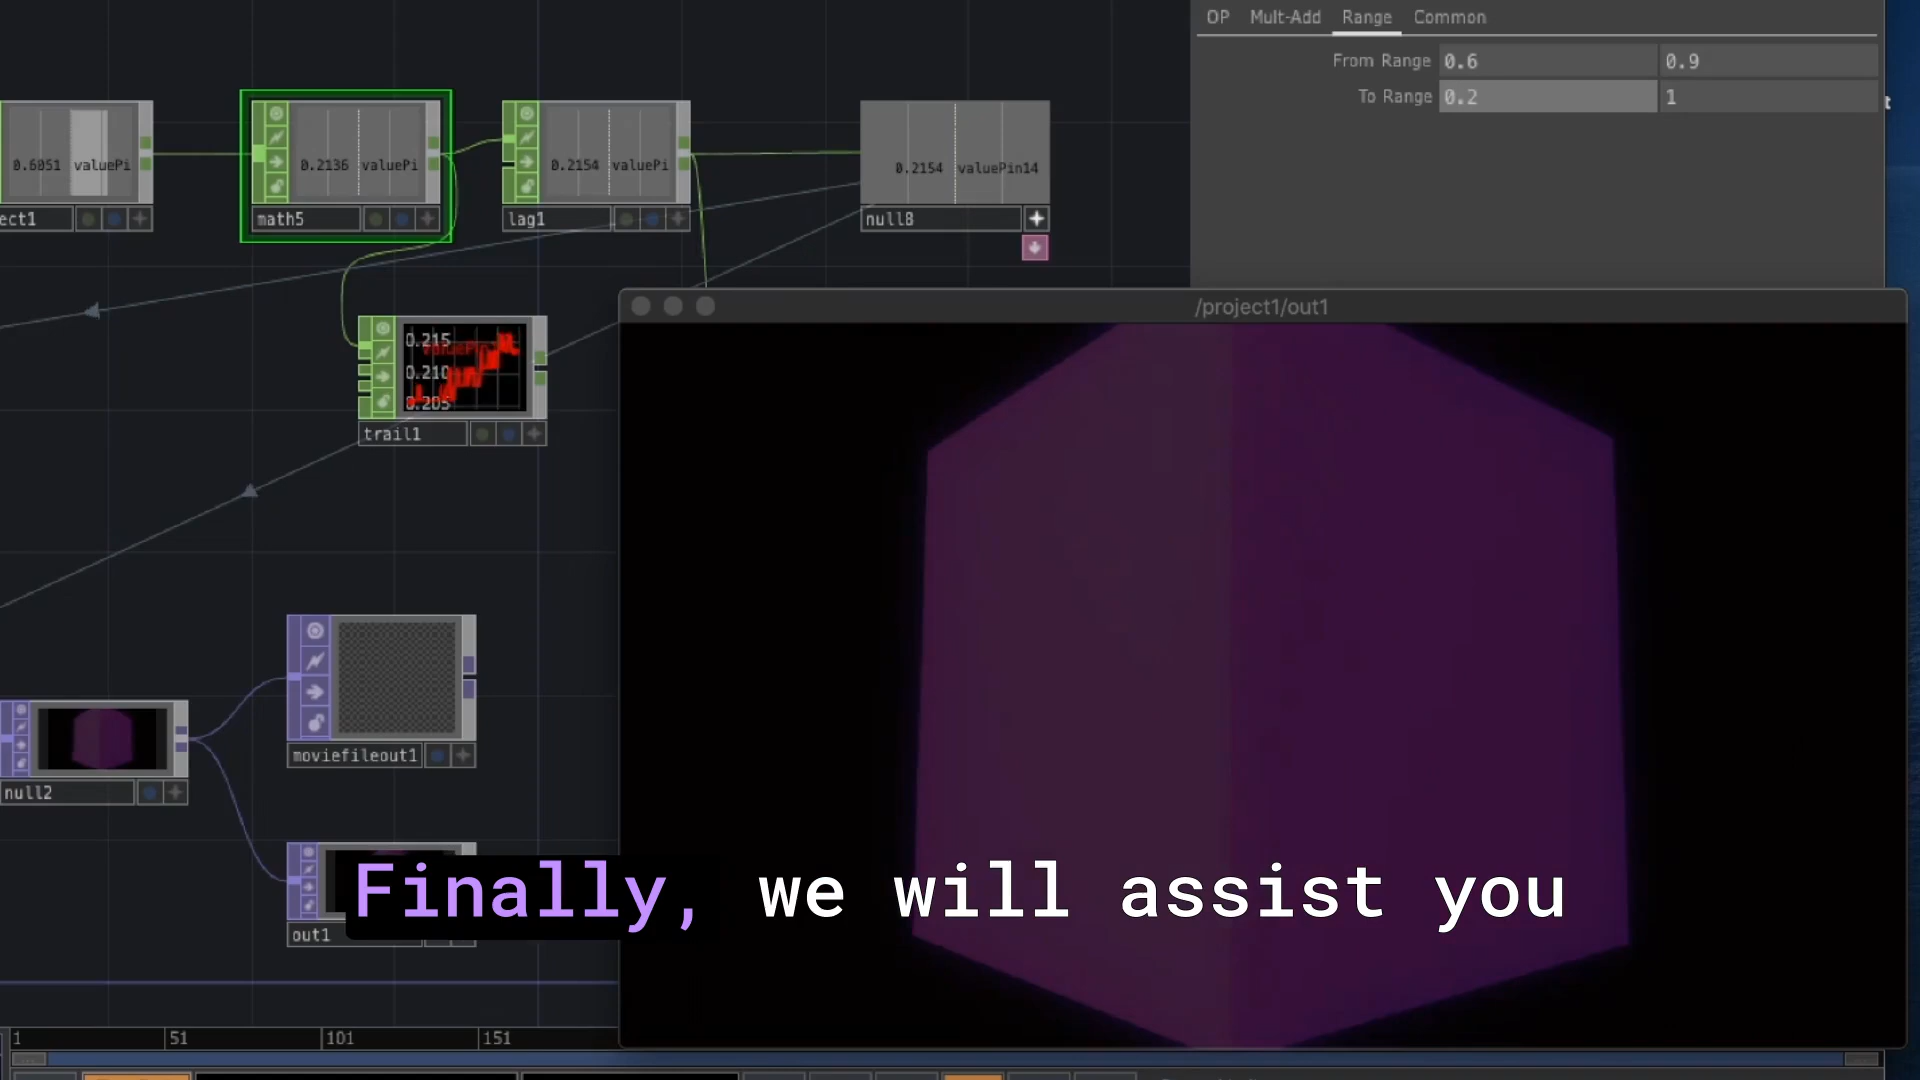 OP Mult-Add Range Common
From Range 0.6 0.9
To Range 0.2 1
0.6051 valuePi
0.2136 valuePi
0.2154 valuePi
0.2154 valuePin14
ect1
math5
lag1
null8
/project1/out1
0.215
valuePin
0.210
0.205
trail1
moviefileout1
null2
Finally, we will assist you
out1
1 51 101 151